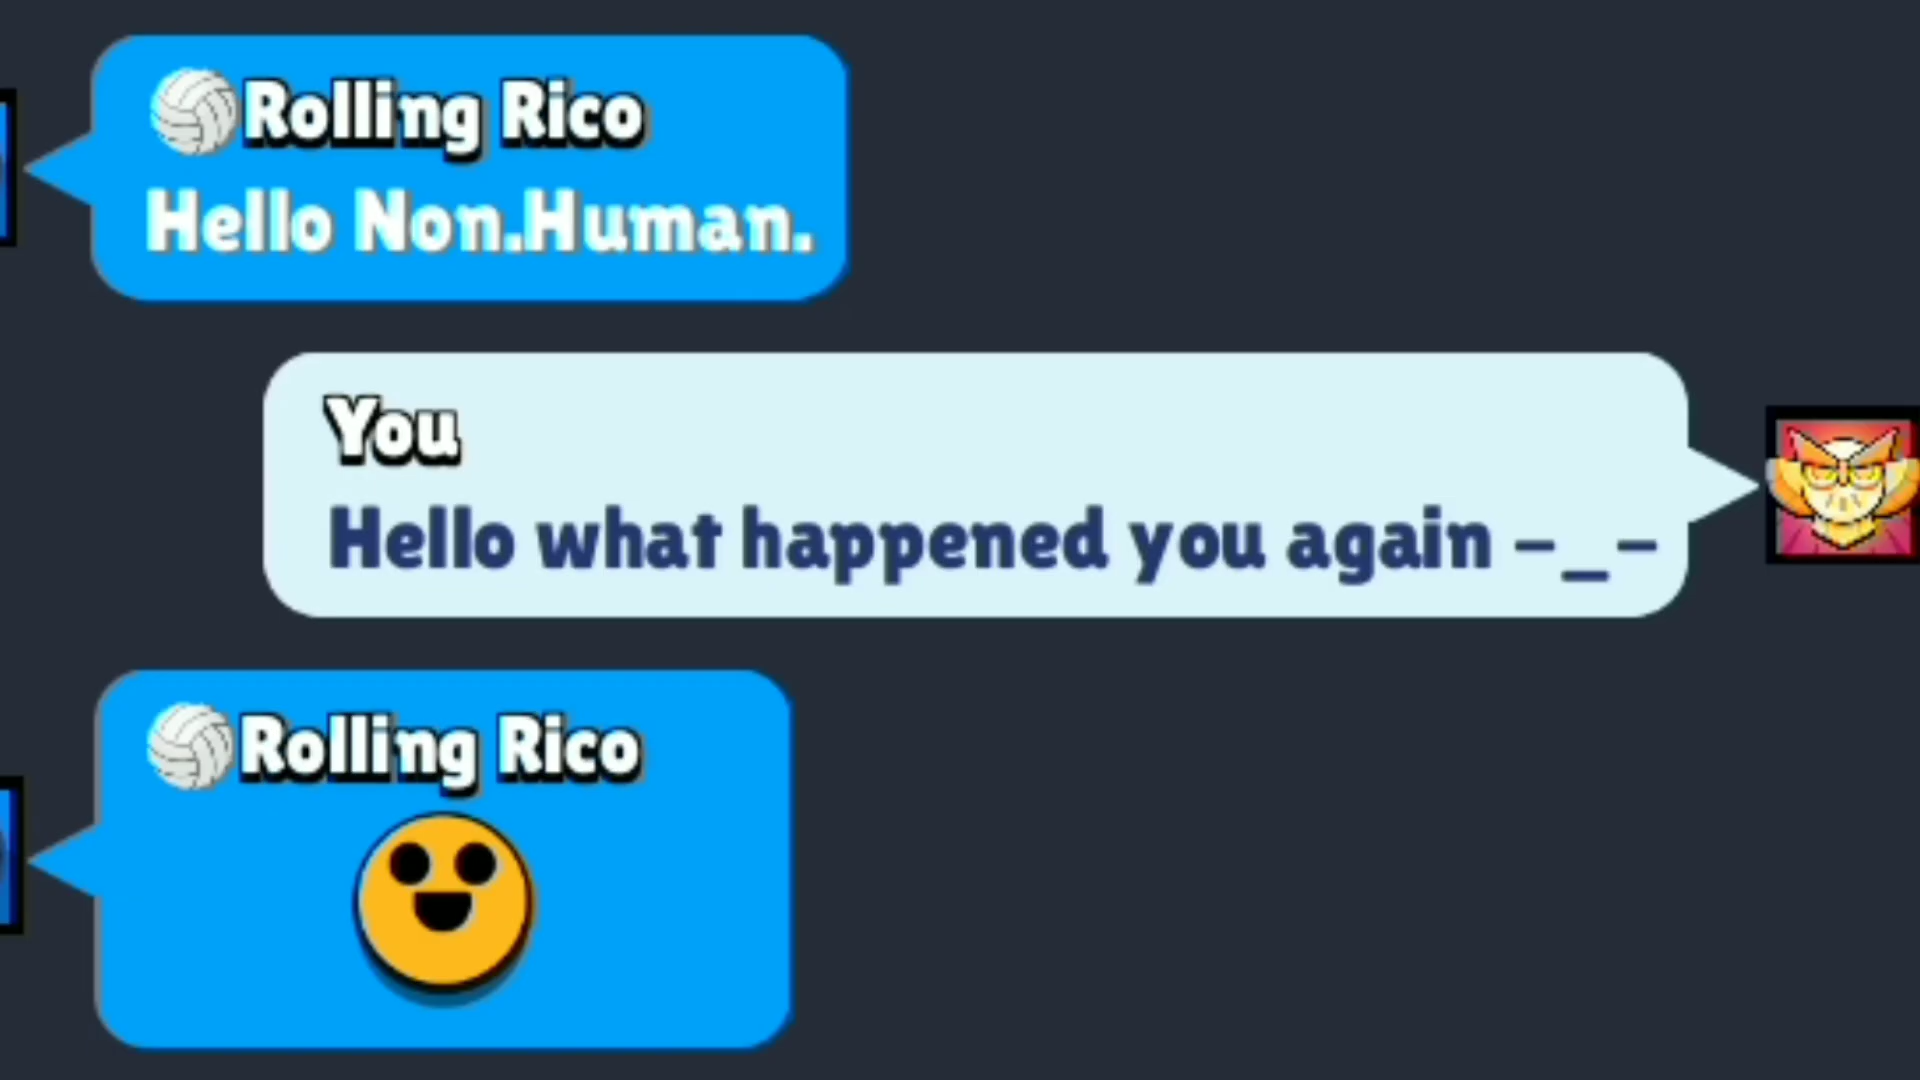 🏐Rolling Rico
Hello Non.Human.
You
Hello what happened you again -_-
🏐Rolling Rico